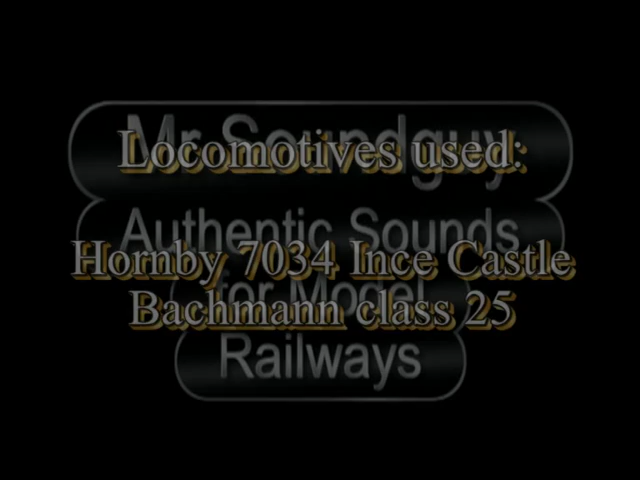 Mr Soundguy
Locomotives used:
Authentic Sounds
Hornby 7034 Ince Castle
for Model
Bachmann class 25
Railways